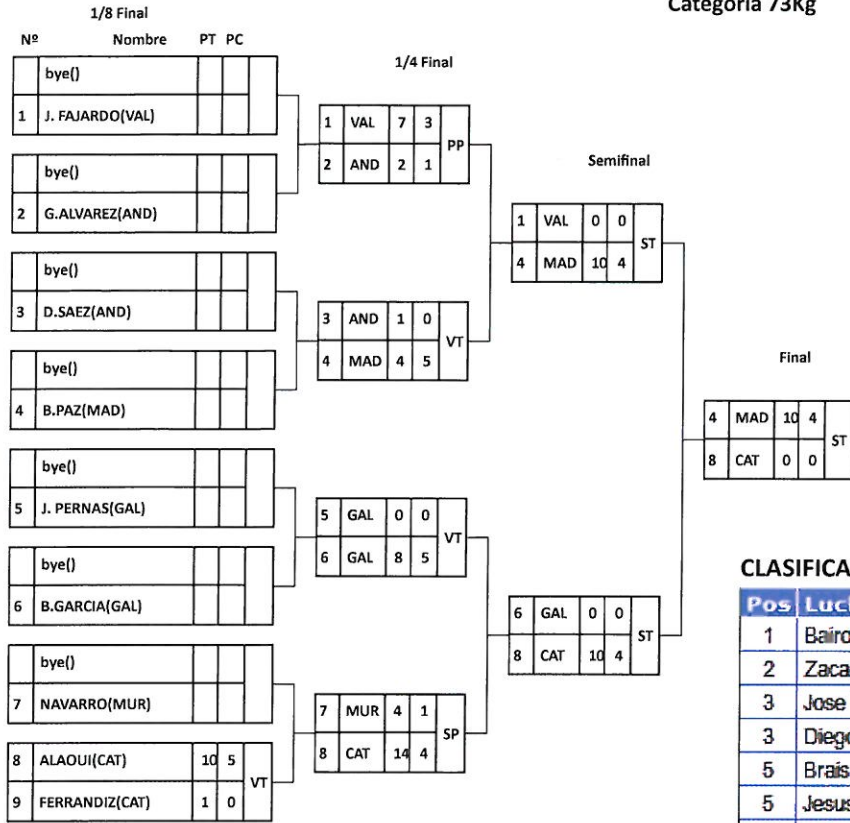 Categoría 73Kg
1/8 Final
Nº Nombre PT PC
bye()
1 J. FAJARDO(VAL)
bye()
2 G.ALVAREZ(AND)
bye()
3 D.SAEZ(AND)
bye()
4 B.PAZ(MAD)
bye()
5 J. PERNAS(GAL)
bye()
6 B.GARCIA(GAL)
bye()
7 NAVARRO(MUR)
8 ALAOUI(CAT) 10 5
VT
9 FERRANDIZ(CAT) 1 0
1/4 Final
1 VAL 7 3
PP
2 AND 2 1
3 AND 1 0
VT
4 MAD 4 5
5 GAL 0 0
VT
6 GAL 8 5
7 MUR 4 1
SP
8 CAT 14 4
Semifinal
1 VAL 0 0
ST
4 MAD 10 4
6 GAL 0 0
ST
8 CAT 10 4
Final
4 MAD 10 4
ST
8 CAT 0 0
CLASIFICA
Pos Luc
1 Bairo
2 Zaca
3 Jose
3 Diego
5 Brais
5 Jesus